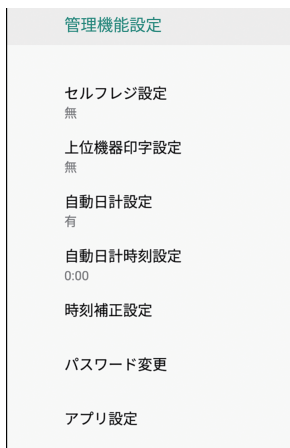 管理機能設定
セルフレジ設定
無
上位機器印字設定
無
自動日計設定
有
自動日計時刻設定
0:00
時刻補正設定
パスワード変更
アプリ設定